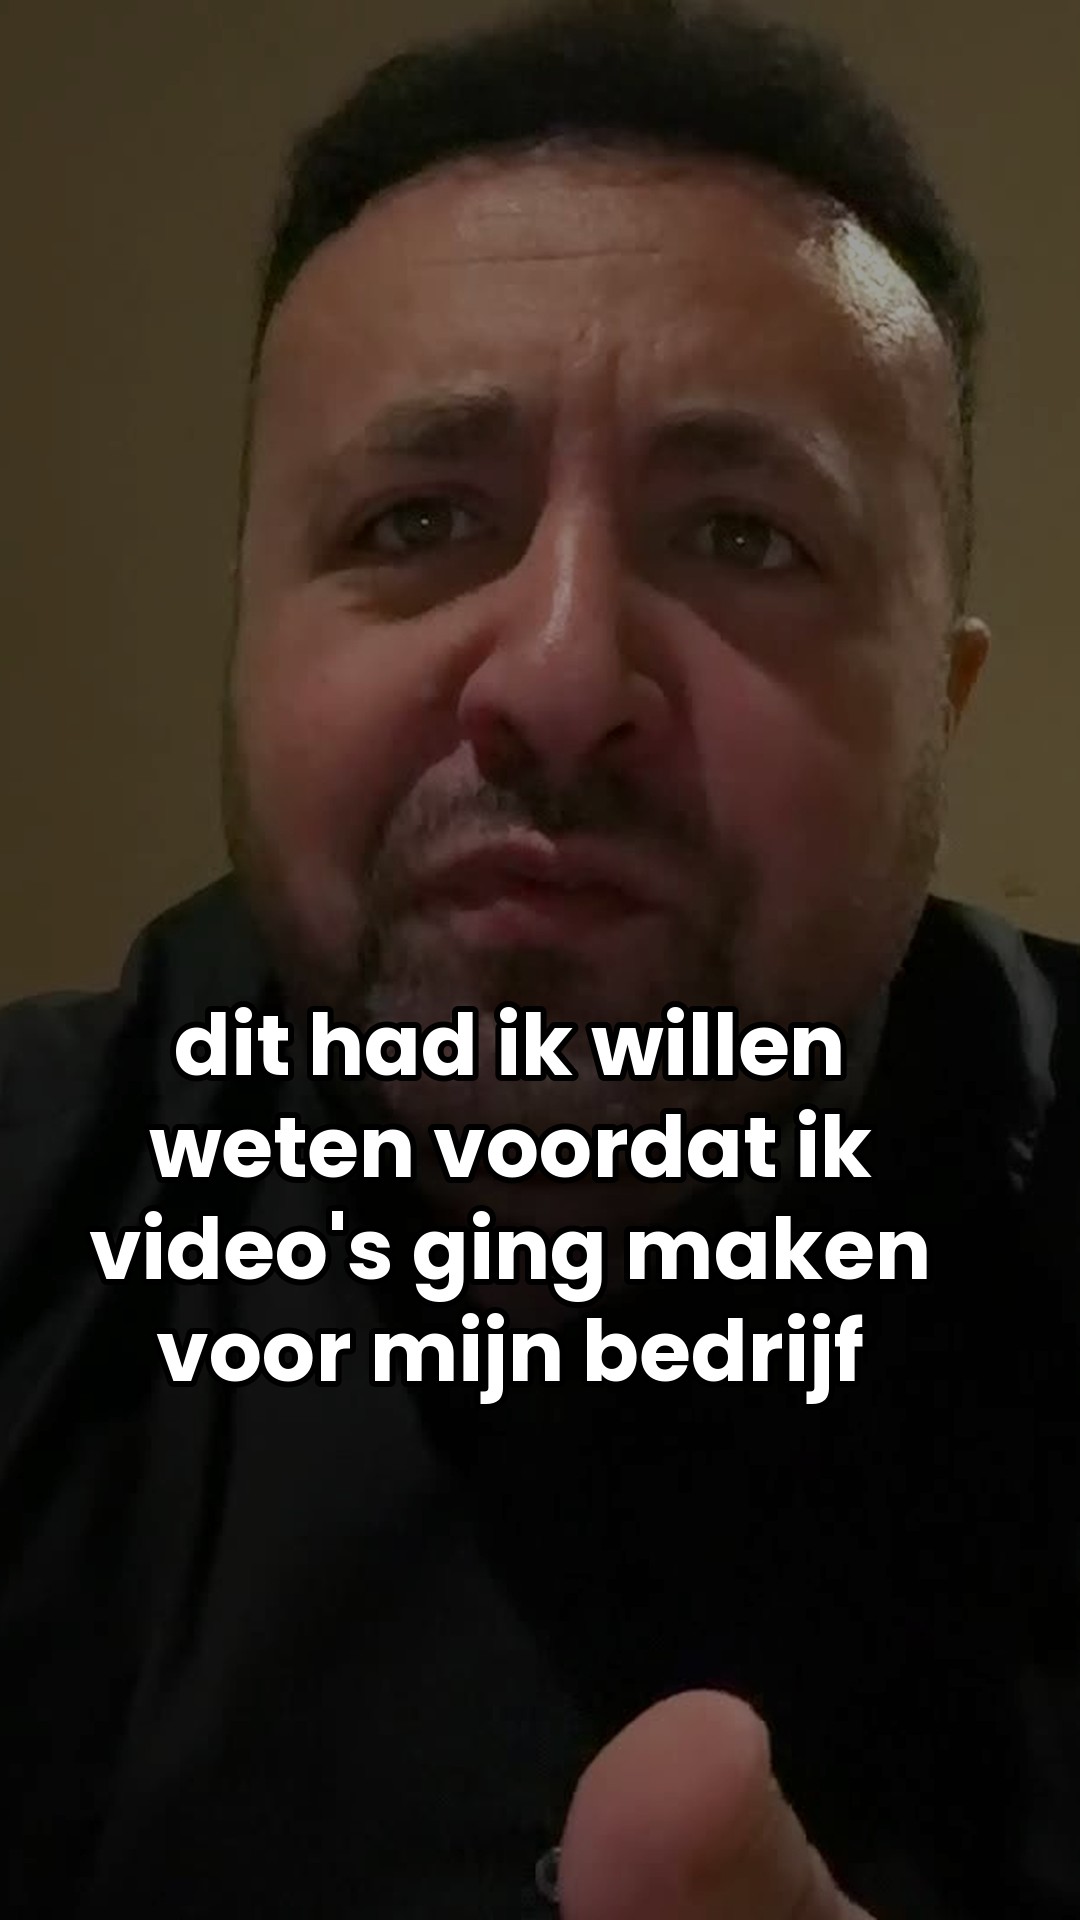 dit had ik willen
weten voordat ik
video's ging maken
voor mijn bedrijf